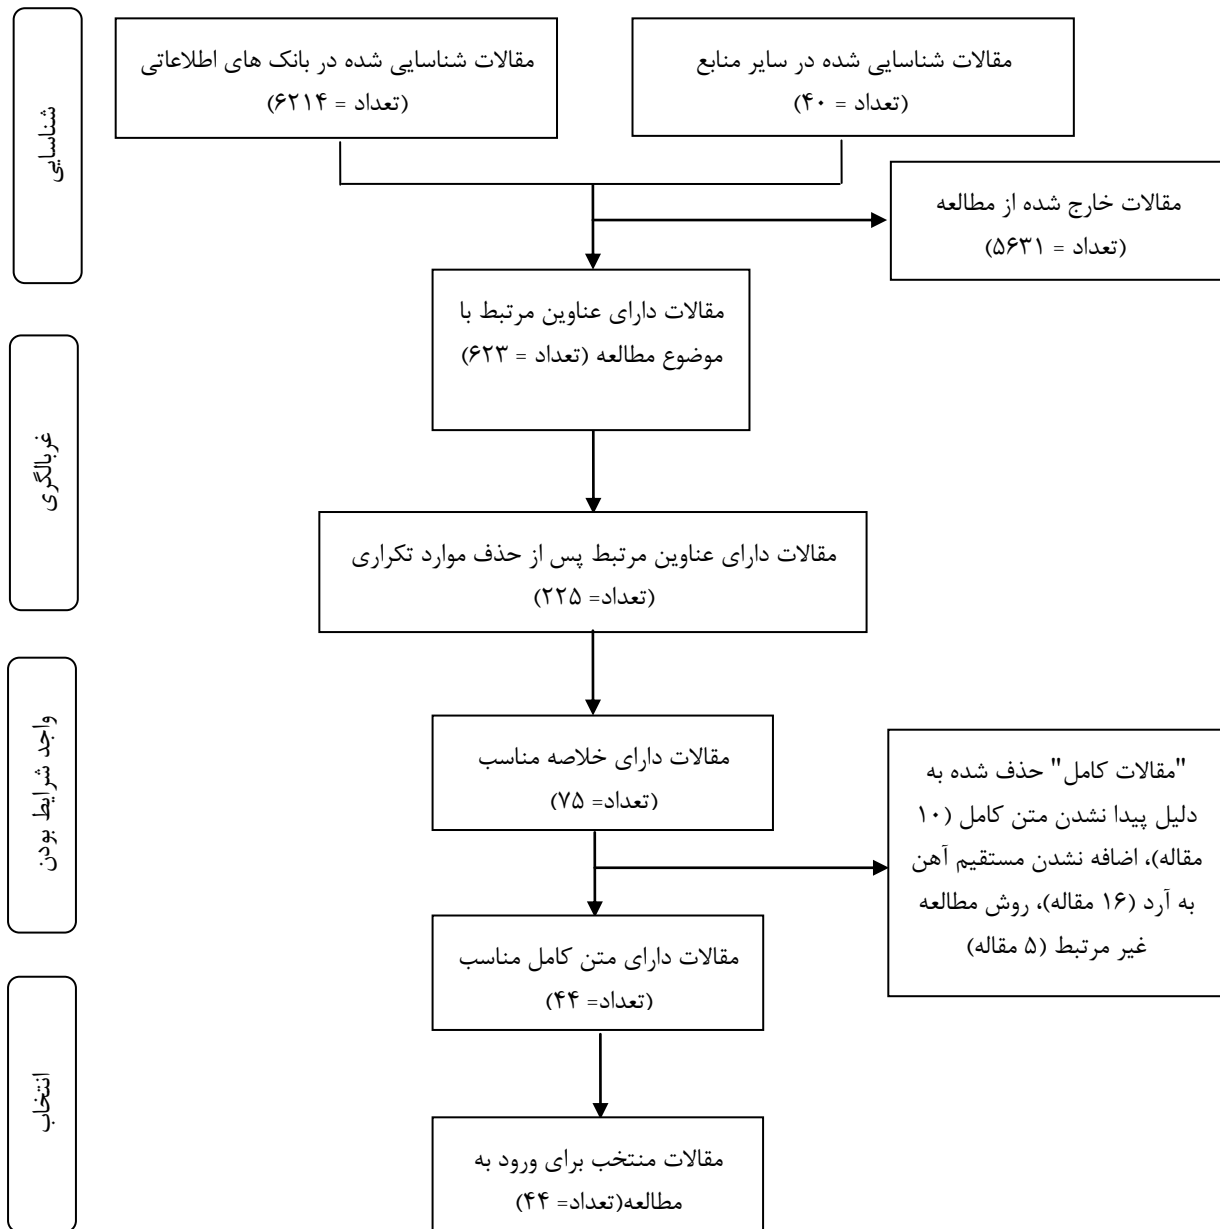 شناسایی
مقالات شناسایی شده در بانک های اطلاعاتی
(تعداد = ۶۲۱۴)
مقالات شناسایی شده در سایر منابع
(تعداد = ۴۰)
مقالات خارج شده از مطالعه
(تعداد = ۵۶۳۱)
مقالات دارای عناوین مرتبط با
موضوع مطالعه (تعداد = ۶۲۳)
غربالگری
مقالات دارای عناوین مرتبط پس از حذف موارد تکراری
(تعداد= ۲۲۵)
واجد شرایط بودن
مقالات دارای خلاصه مناسب
(تعداد= ۷۵)
"مقالات کامل" حذف شده به
دلیل پیدا نشدن متن کامل (۱۰
مقاله)، اضافه نشدن مستقیم آهن
به آرد (۱۶ مقاله)، روش مطالعه
غیر مرتبط (۵ مقاله)
مقالات دارای متن کامل مناسب
(تعداد= ۴۴)
انتخاب
مقالات منتخب برای ورود به
مطالعه(تعداد= ۴۴)